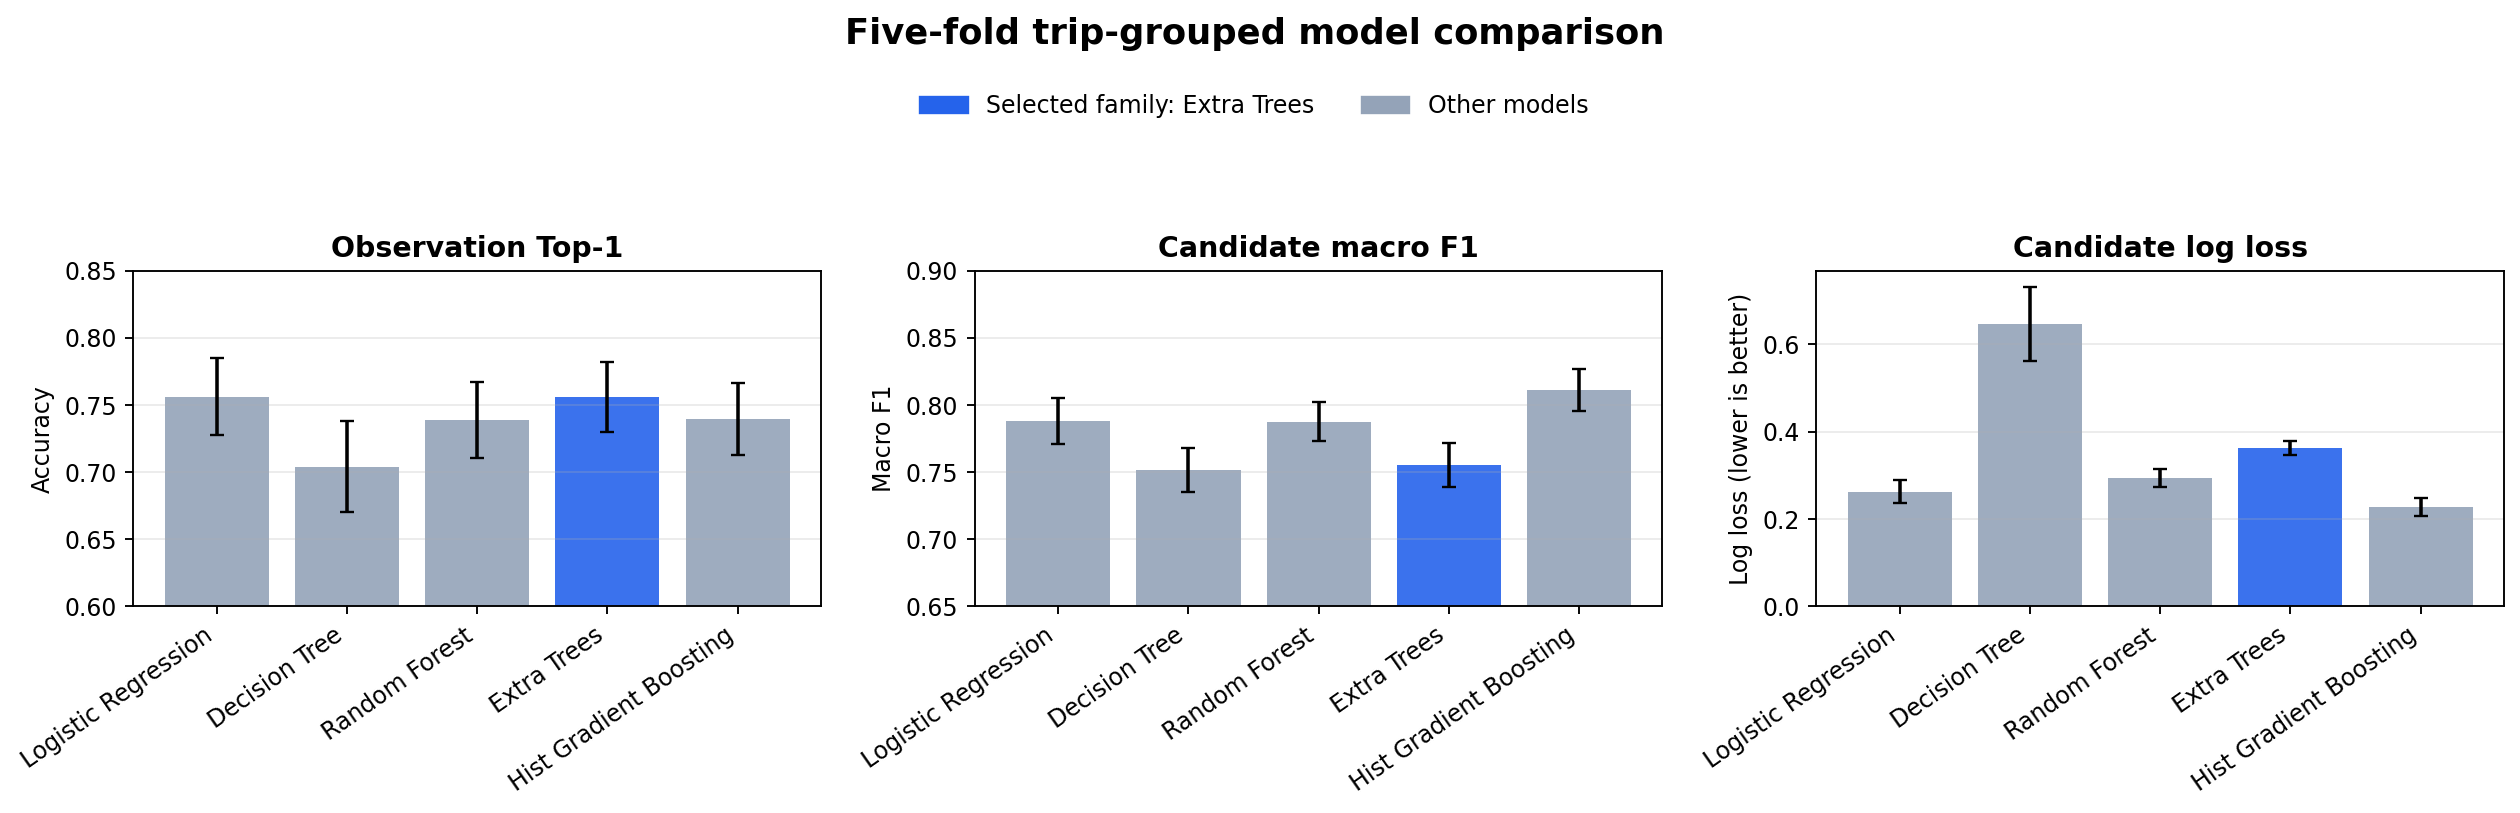 Five-fold trip-grouped model comparison
Selected family: Extra Trees
Other models
Observation Top-1
Accuracy
0.85
0.80
0.75
0.70
0.65
0.60
Logistic Regression
Decision Tree
Random Forest
Extra Trees
Hist Gradient Boosting
Candidate macro F1
Macro F1
0.90
0.85
0.80
0.75
0.70
0.65
Logistic Regression
Decision Tree
Random Forest
Extra Trees
Hist Gradient Boosting
Candidate log loss
Log loss (lower is better)
0.6
0.4
0.2
0.0
Logistic Regression
Decision Tree
Random Forest
Extra Trees
Hist Gradient Boosting